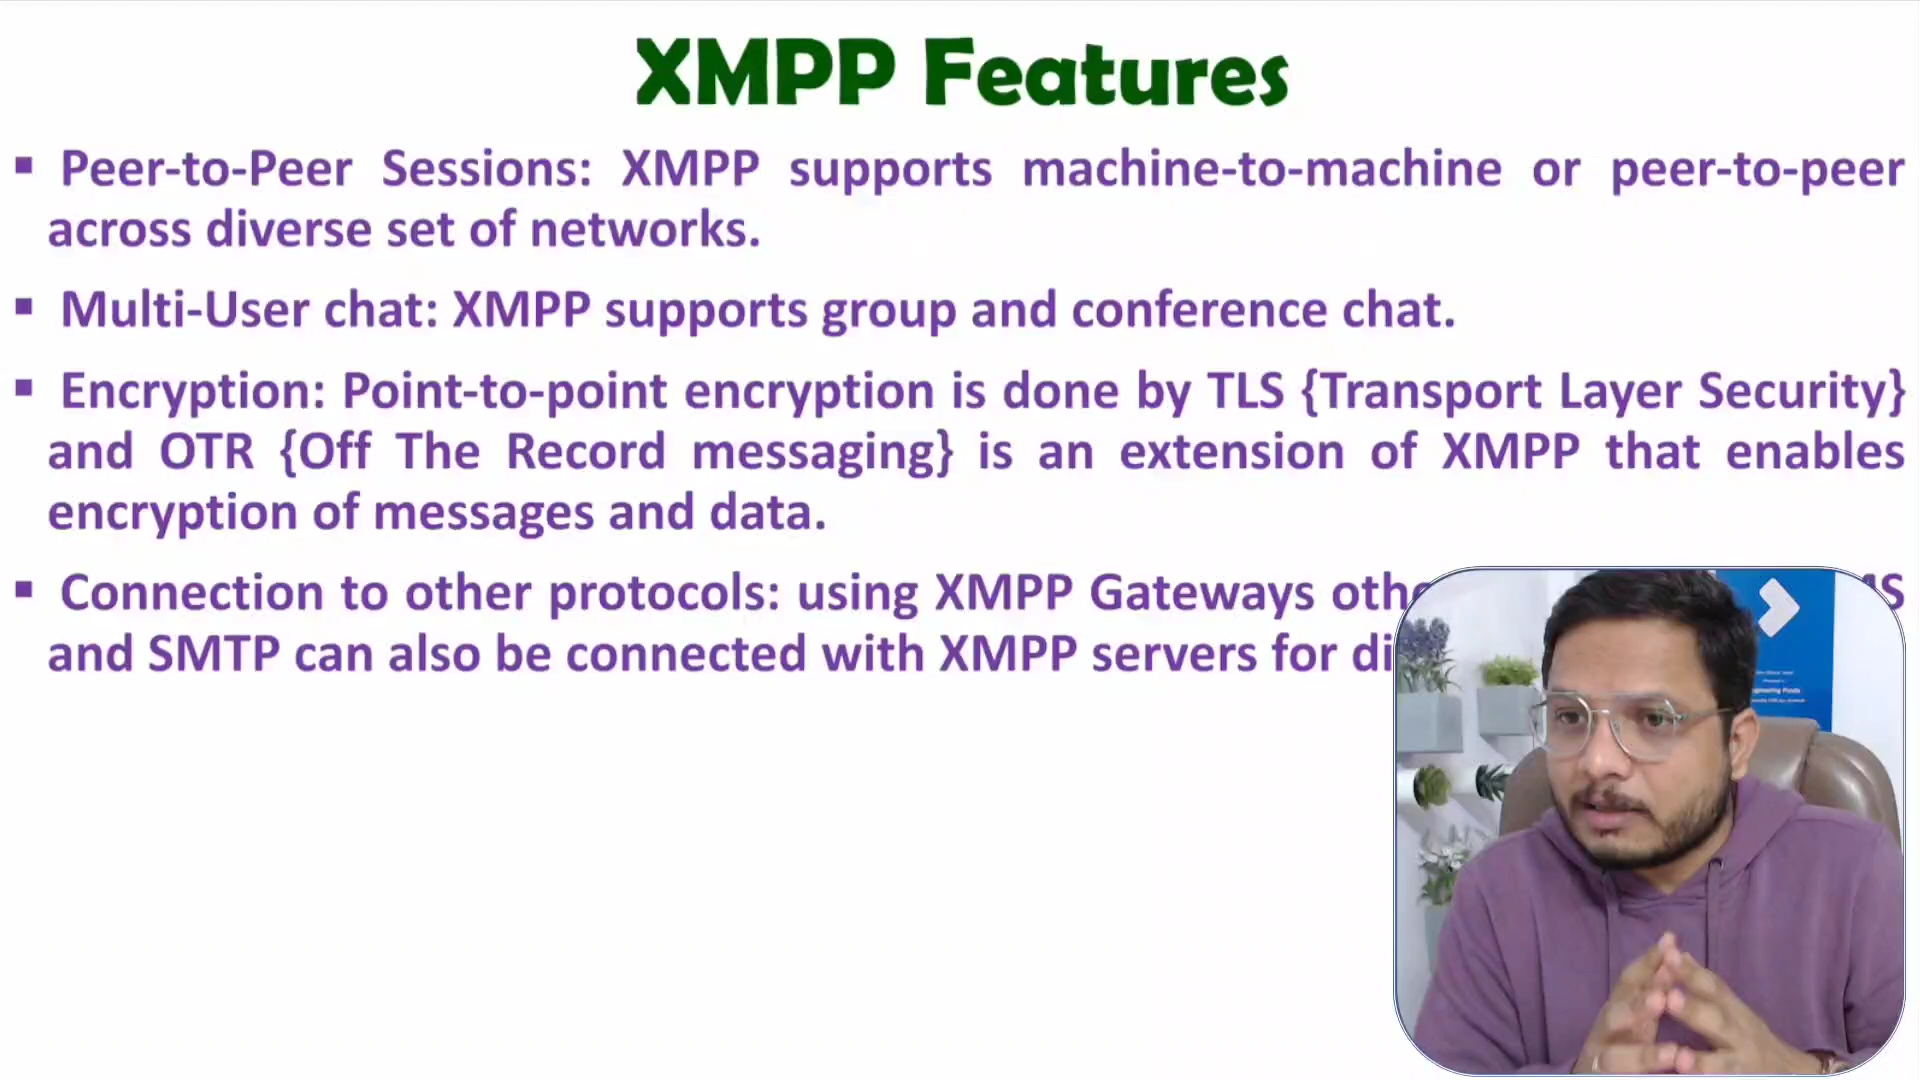 XMPP Features
▪ Peer-to-Peer Sessions: XMPP supports machine-to-machine or peer-to-peer
across diverse set of networks.
▪ Multi-User chat: XMPP supports group and conference chat.
▪ Encryption: Point-to-point encryption is done by TLS {Transport Layer Security}
and OTR {Off The Record messaging} is an extension of XMPP that enables
encryption of messages and data.
▪ Connection to other protocols: using XMPP Gateways
and SMTP can also be connected with XMPP servers for